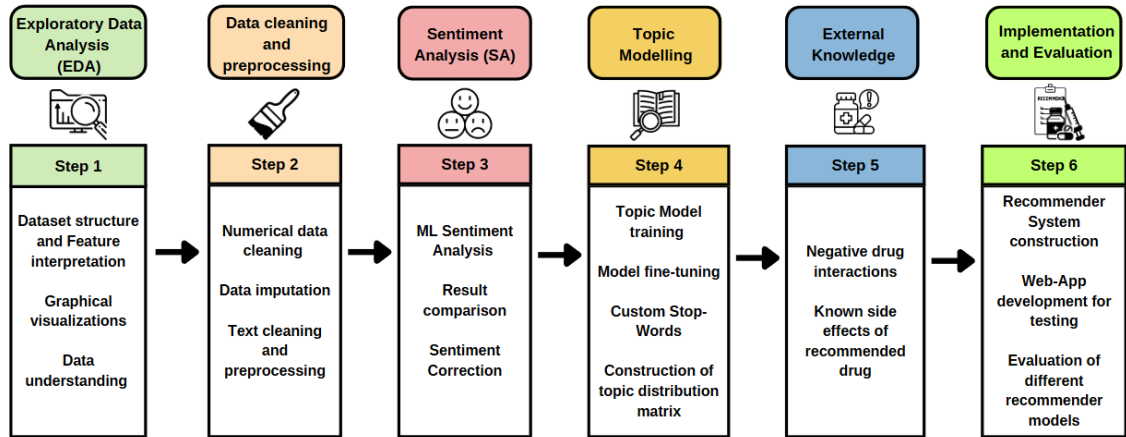 Exploratory Data
Analysis
(EDA)
Data cleaning
and
preprocessing
Sentiment
Analysis (SA)
Topic
Modelling
External
Knowledge
Implementation
and Evaluation
RECOMMEND
Step 1
Dataset structure
and Feature
interpretation
Graphical
visualizations
Data
understanding
Step 2
Numerical data
cleaning
Data imputation
Text cleaning
and
preprocessing
Step 3
ML Sentiment
Analysis
Result
comparison
Sentiment
Correction
Step 4
Topic Model
training
Model fine-tuning
Custom Stop-
Words
Construction of
topic distribution
matrix
Step 5
Negative drug
interactions
Known side
effects of
recommended
drug
Step 6
Recommender
System
construction
Web-App
development for
testing
Evaluation of
different
recommender
models